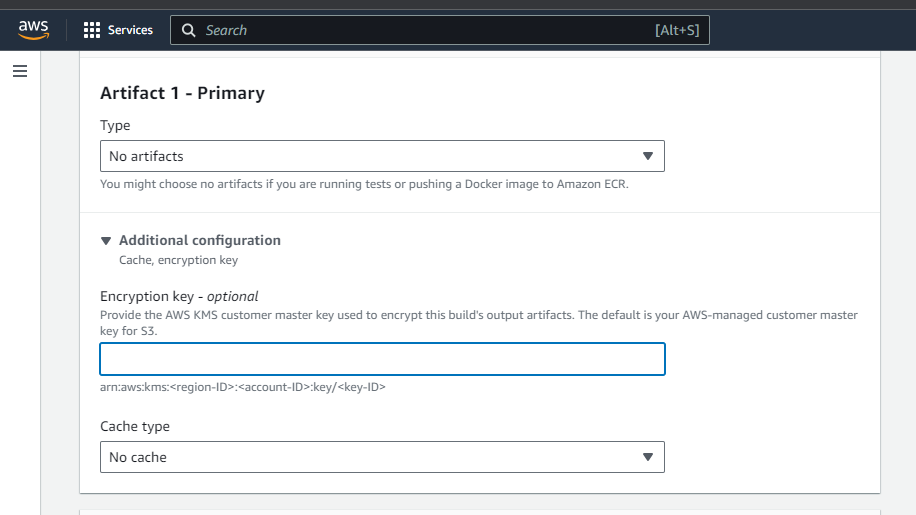 aws
Services
Search
[Alt+S]
Artifact 1 - Primary
Type
No artifacts
You might choose no artifacts if you are running tests or pushing a Docker image to Amazon ECR.
Additional configuration
Cache, encryption key
Encryption key - optional
Provide the AWS KMS customer master key used to encrypt this build's output artifacts. The default is your AWS-managed customer master
key for S3.
arn:aws:kms:<region-ID>:<account-ID>:key/<key-ID>
Cache type
No cache